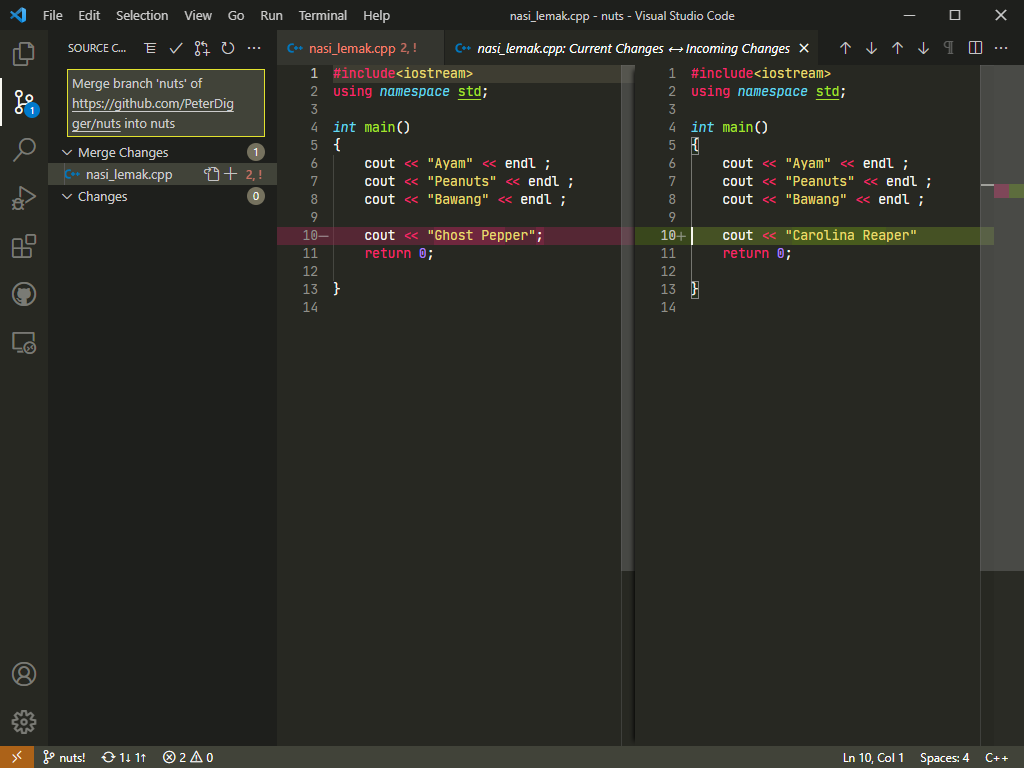 File Edit Selection View Go Run Terminal Help
nasi_lemak.cpp - nuts - Visual Studio Code
SOURCE C...
nasi_lemak.cpp 2, !
nasi_lemak.cpp: Current Changes ↔ Incoming Changes
1
Merge branch 'nuts' of
https://github.com/PeterDig
ger/nuts into nuts
Merge Changes 1
nasi_lemak.cpp 2, !
Changes 0
1 #include<iostream>
2 using namespace std;
3
4 int main()
5 {
6 cout << "Ayam" << endl ;
7 cout << "Peanuts" << endl ;
8 cout << "Bawang" << endl ;
9
10— cout << "Ghost Pepper";
11 return 0;
12
13 }
14
1 #include<iostream>
2 using namespace std;
3
4 int main()
5 {
6 cout << "Ayam" << endl ;
7 cout << "Peanuts" << endl ;
8 cout << "Bawang" << endl ;
9
10+ cout << "Carolina Reaper"
11 return 0;
12
13 }
14
nuts! 1↓ 1↑ 2 0
Ln 10, Col 1 Spaces: 4 C++